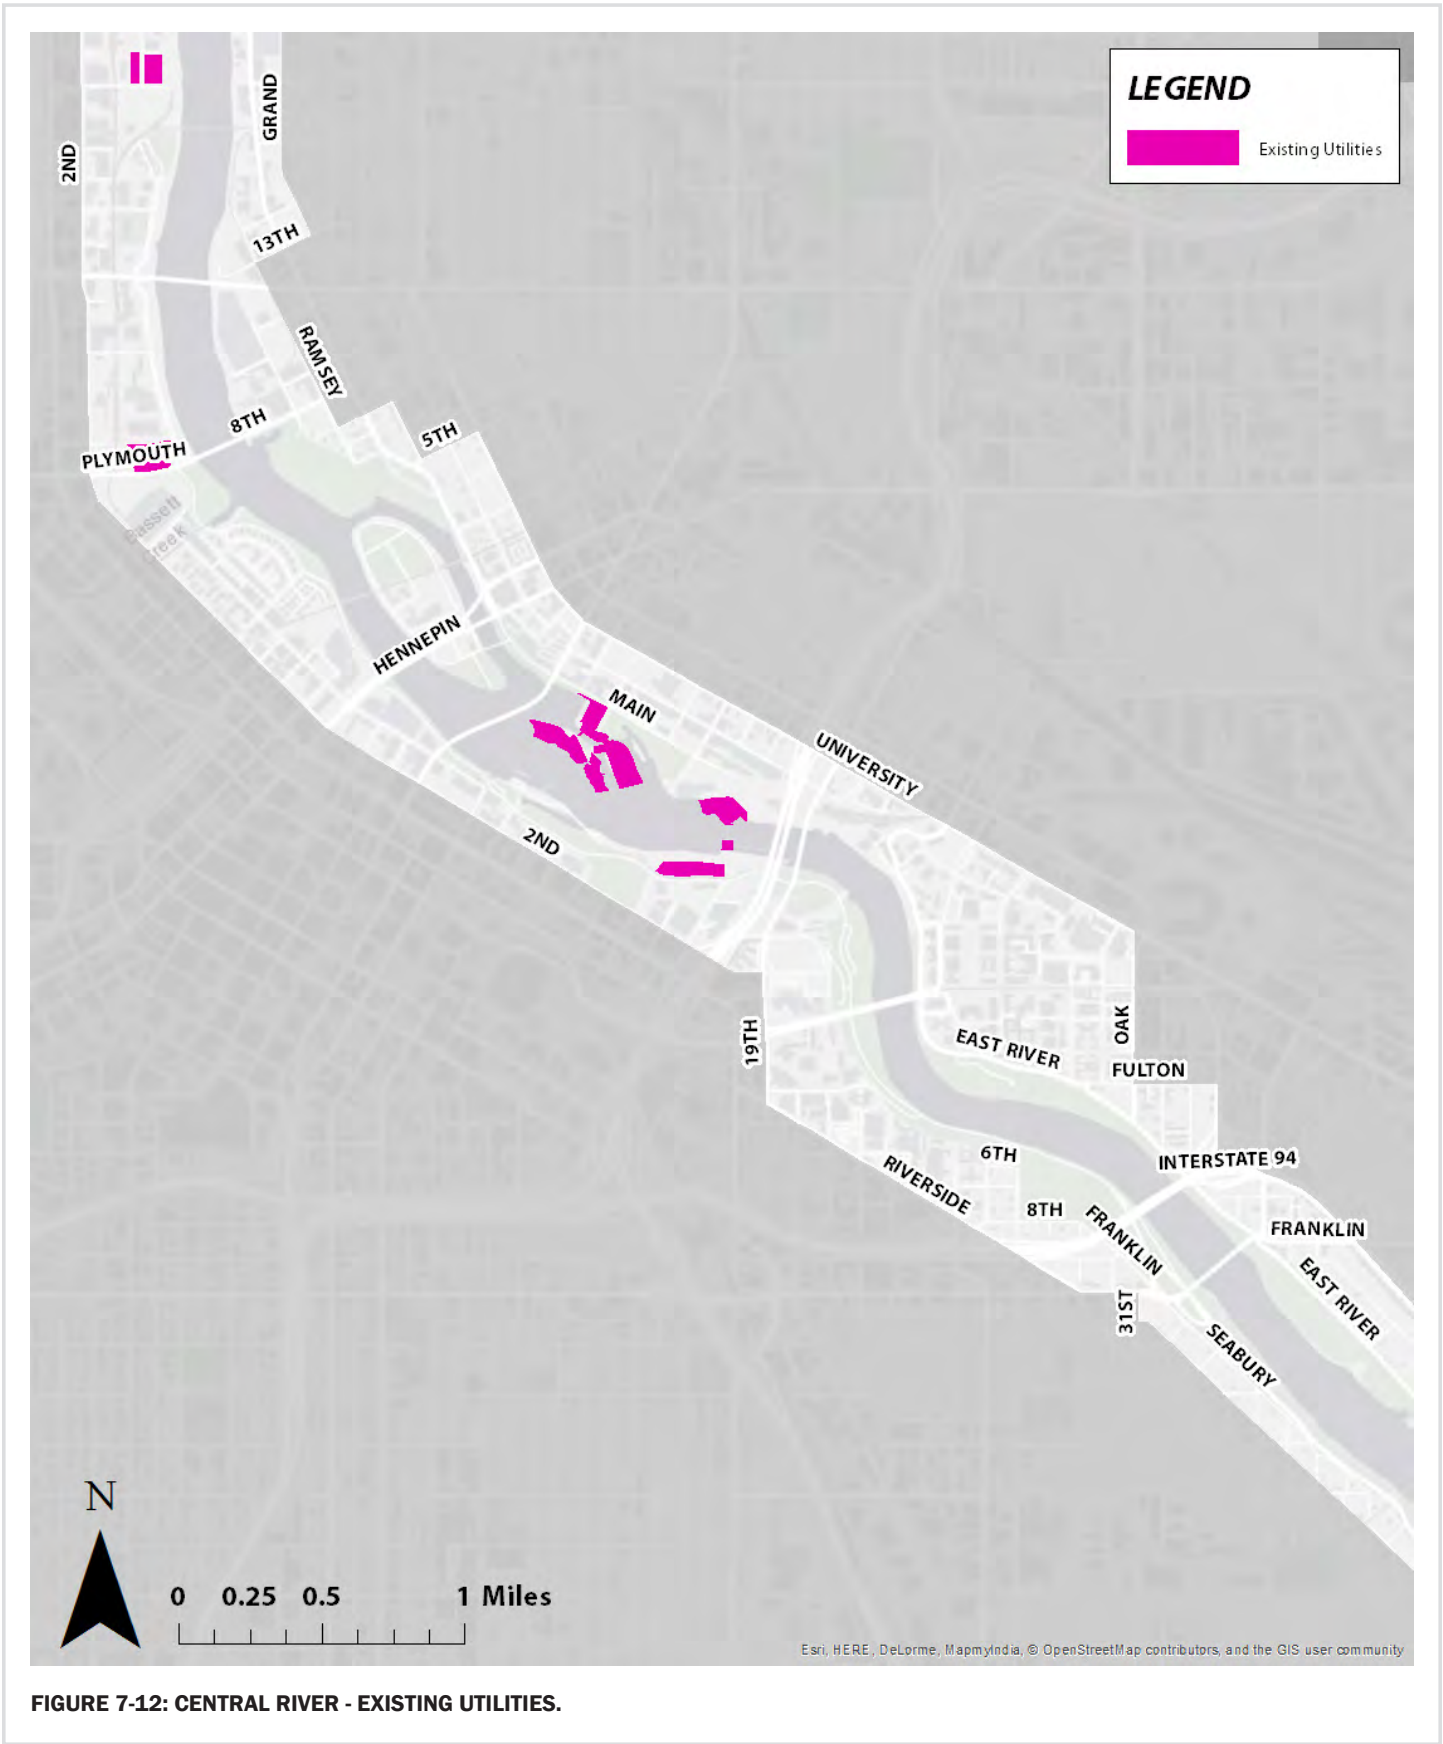 LEGEND
Existing Utilities
GRAND
2ND
13TH
RAMSEY
8TH
5TH
PLYMOUTH
Bassett
Creek
HENNEPIN
MAIN
UNIVERSITY
2ND
19TH
OAK
EAST RIVER
FULTON
6TH
INTERSTATE 94
RIVERSIDE
8TH
FRANKLIN
FRANKLIN
EAST RIVER
31ST
SEABURY
N
0 0.25 0.5 1 Miles
Esri, HERE, DeLorme, MapmyIndia, © OpenStreetMap contributors, and the GIS user community
FIGURE 7-12: CENTRAL RIVER - EXISTING UTILITIES.